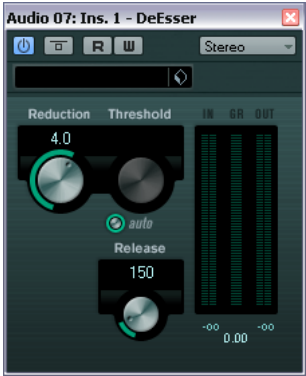 Audio 07: Ins. 1 - DeEsser
R W Stereo
Reduction Threshold IN GR OUT
4.0
auto
Release
150
-oo -oo
0.00